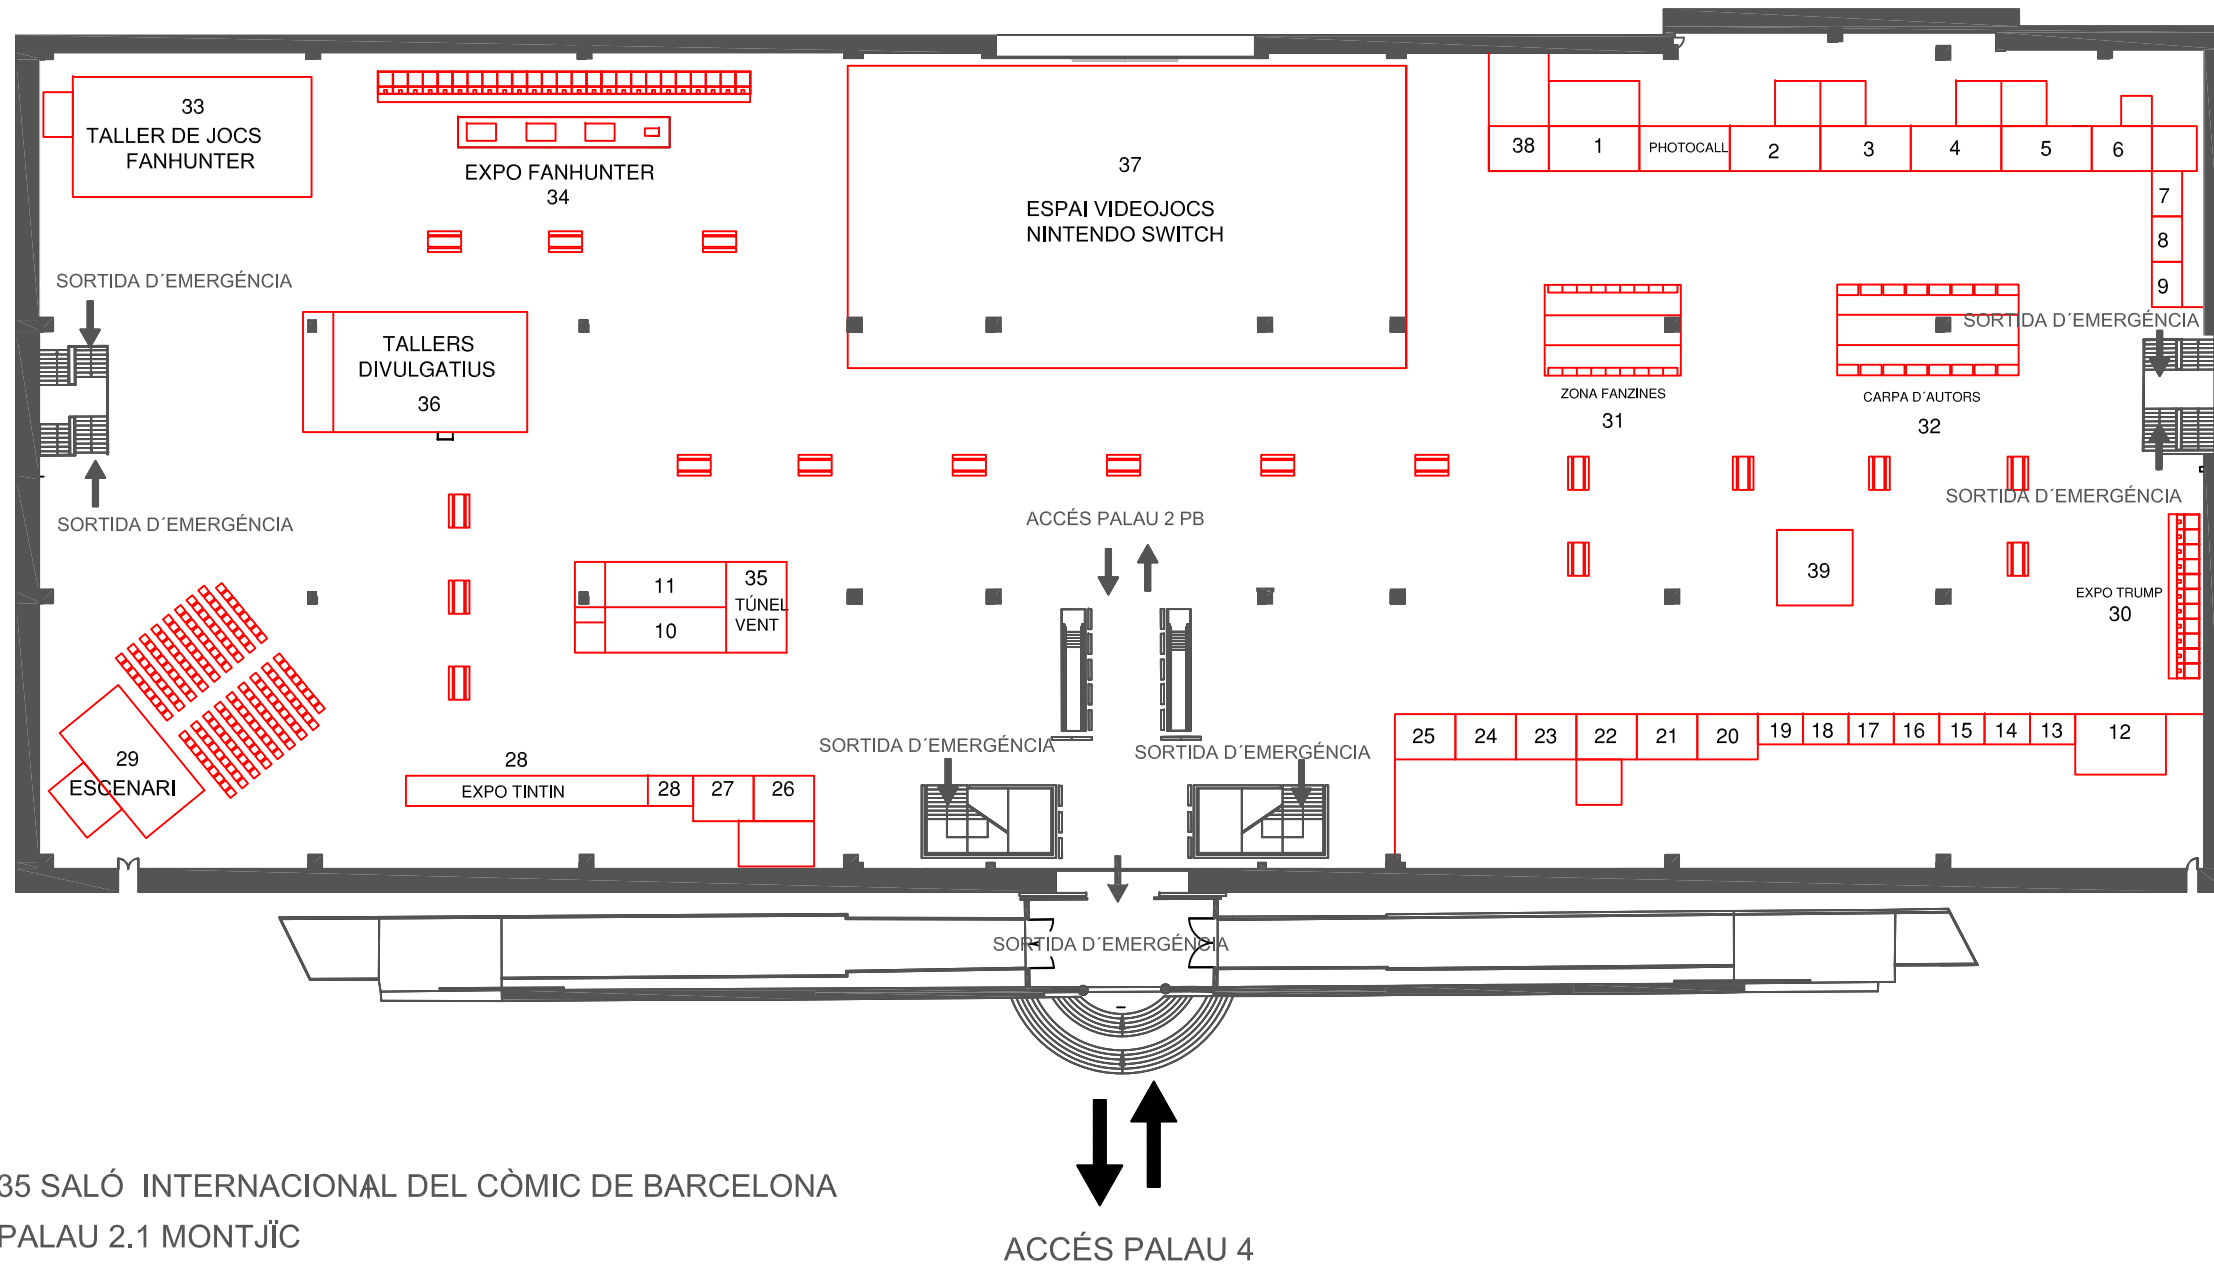 33
TALLER DE JOCS
FANHUNTER
EXPO FANHUNTER
34
37
ESPAI VIDEOJOCS
NINTENDO SWITCH
38
1
PHOTOCALL
2
3
4
5
6
7
8
9
SORTIDA D´EMERGÉNCIA
SORTIDA D´EMERGÉNCIA
TALLERS
DIVULGATIUS
36
ZONA FANZINES
31
CARPA D´AUTORS
32
SORTIDA D´EMERGÉNCIA
SORTIDA D´EMERGÉNCIA
ACCÉS PALAU 2 PB
11
10
35
TÚNEL
VENT
39
EXPO TRUMP
30
29
ESCENARI
28
EXPO TINTIN
28
27
26
SORTIDA D´EMERGÉNCIA
SORTIDA D´EMERGÉNCIA
25
24
23
22
21
20
19
18
17
16
15
14
13
12
SORTIDA D´EMERGÉNCIA
35 SALÓ INTERNACIONAL DEL CÒMIC DE BARCELONA
PALAU 2.1 MONTJÏC
ACCÉS PALAU 4